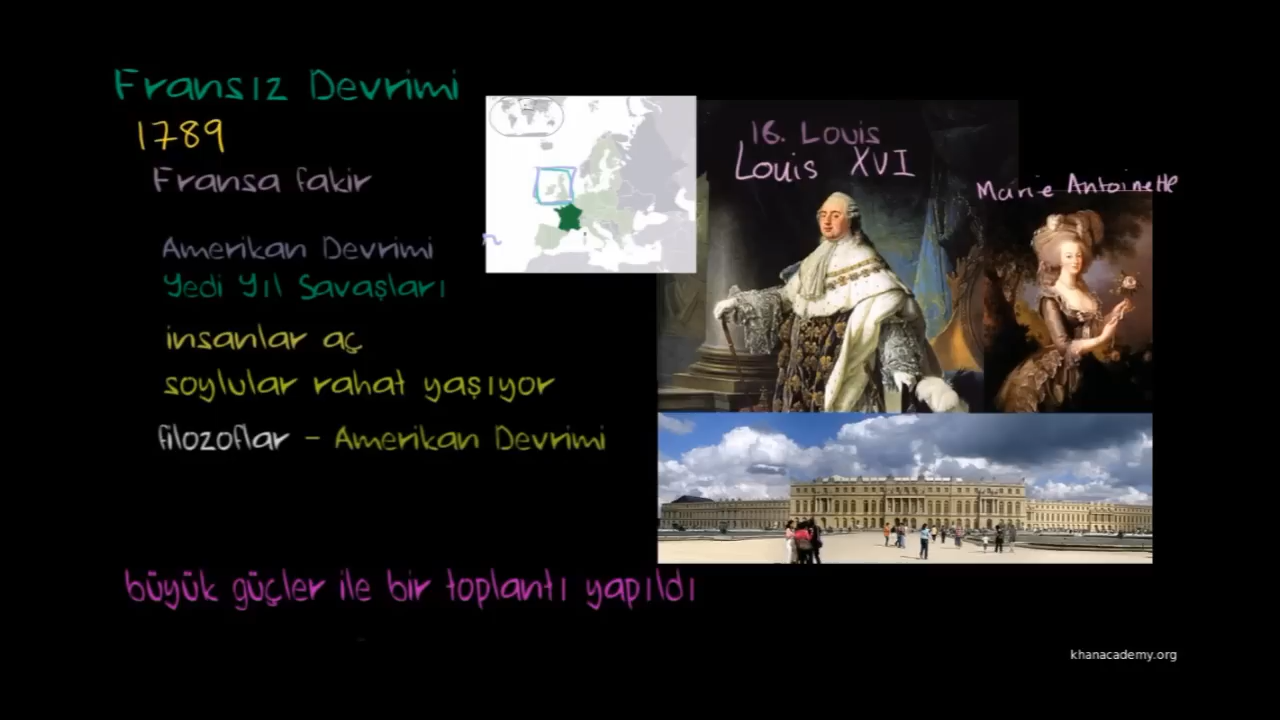 Fransız Devrimi
1789
Fransa fakir
Amerikan Devrimi
Yedi Yıl Savaşları
insanlar aç
soylular rahat yaşıyor
filozoflar - Amerikan Devrimi
büyük güçler ile bir toplantı yapıldı
16. Louis
Louis XVI
Marie Antoinette
khanacademy.org